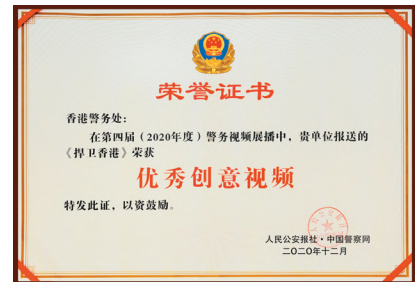 荣誉证书
香港警务处：
在第四届（2020年度）警务视频展播中，贵单位报送的
《捍卫香港》荣获
优秀创意视频
特发此证，以资鼓励。
人民公安报社·中国警察网
二〇二〇年十二月